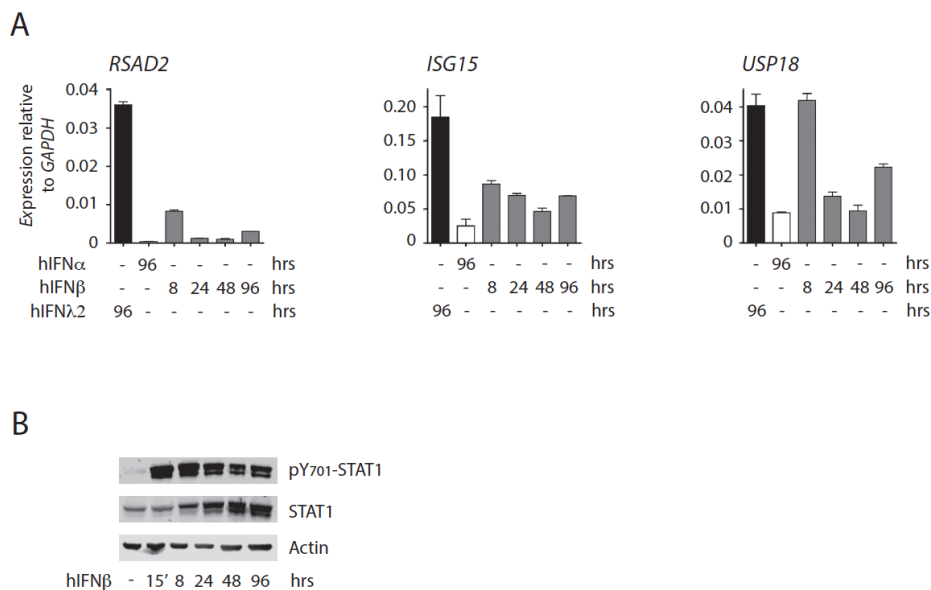 A
RSAD2 ISG15 USP18
Expression relative
to GAPDH
0.04
0.03
0.02
0.01
0
0.20
0.15
0.10
0.05
0
0.04
0.03
0.02
0.01
0
hIFNα - 96 - - - - hrs - 96 - - - - hrs - 96 - - - - hrs
hIFNβ - - 8 24 48 96 hrs - - 8 24 48 96 hrs - - 8 24 48 96 hrs
hIFNλ2 96 - - - - - hrs 96 - - - - - hrs 96 - - - - - hrs
B
pY701-STAT1
STAT1
Actin
hIFNβ - 15' 8 24 48 96 hrs